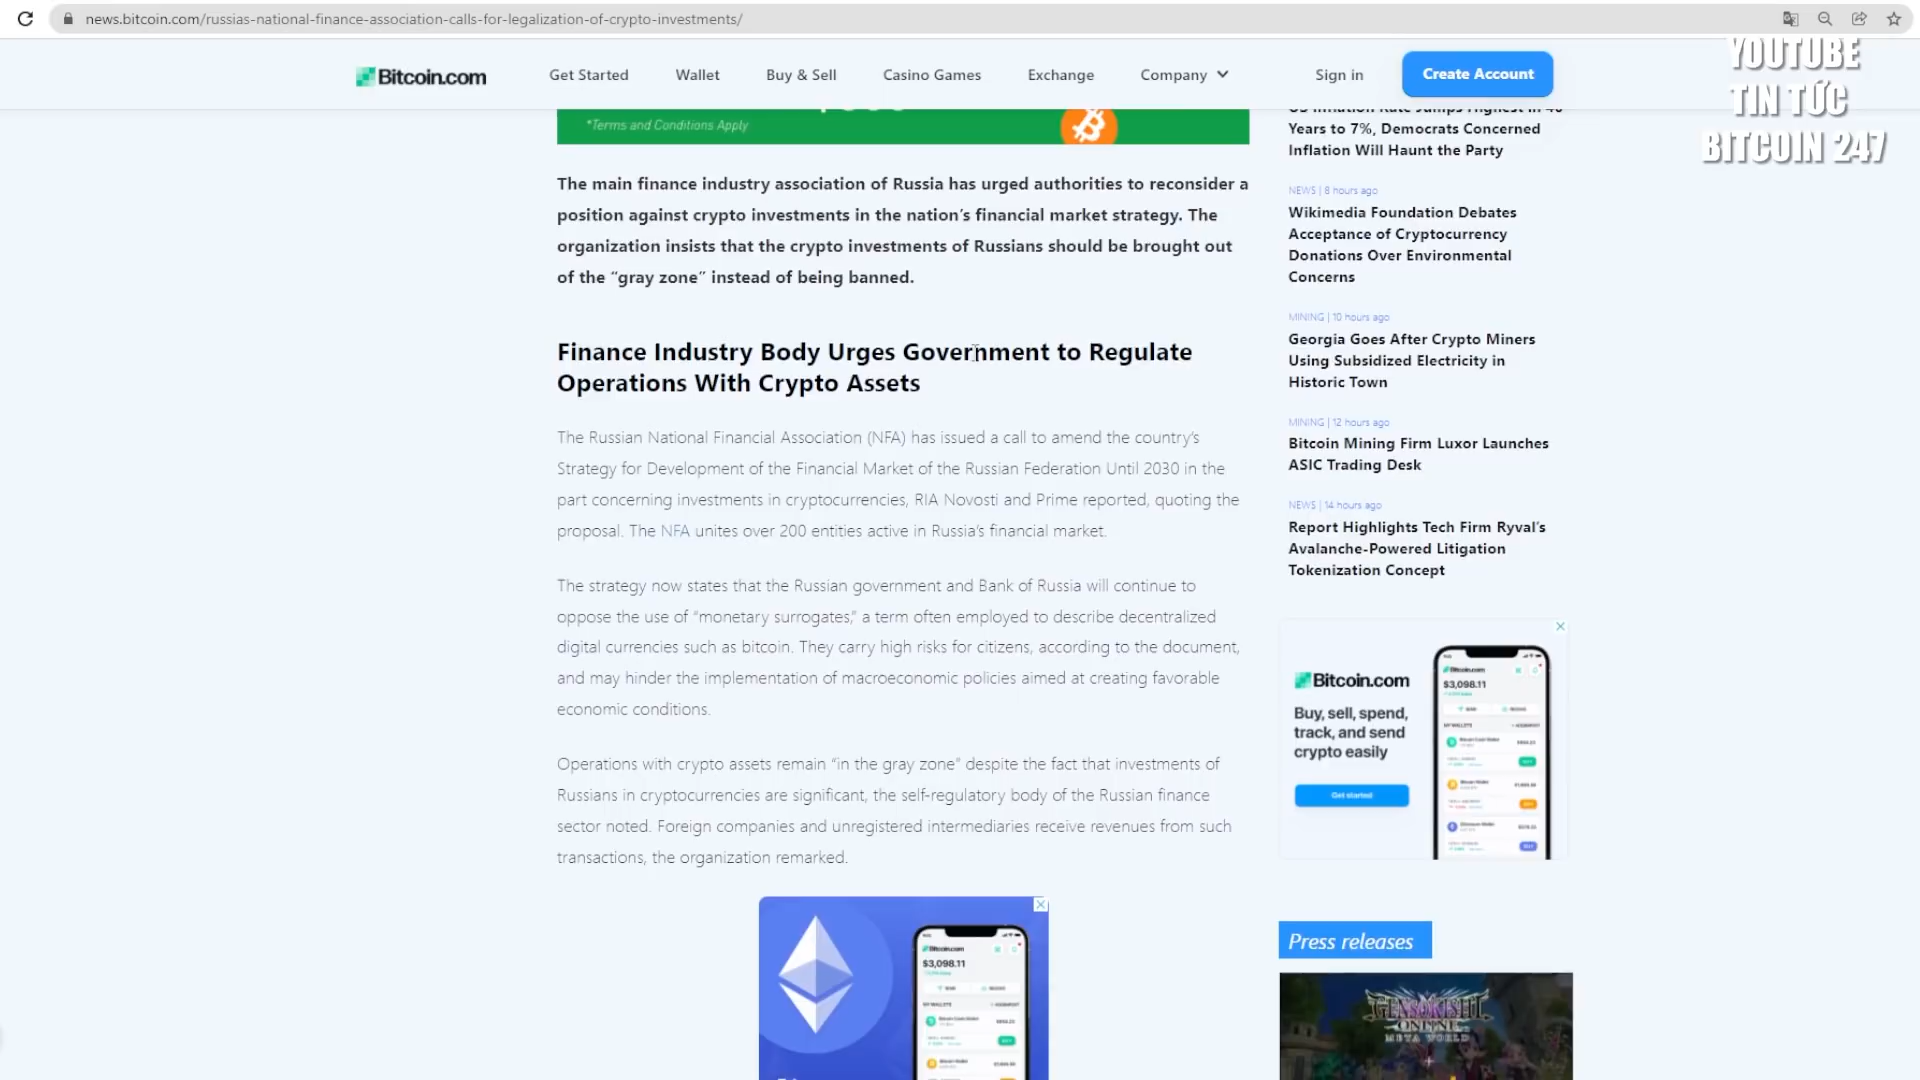 news.bitcoin.com/russias-national-finance-association-calls-for-legalization-of-crypto-investments/
Bitcoin.com
Get Started
Wallet
Buy & Sell
Casino Games
Exchange
Company
Sign in
Create Account
YOUTUBE
TIN TỨC
BITCOIN 247
*Terms and Conditions Apply
The main finance industry association of Russia has urged authorities to reconsider a
position against crypto investments in the nation’s financial market strategy. The
organization insists that the crypto investments of Russians should be brought out
of the “gray zone” instead of being banned.
Finance Industry Body Urges Government to Regulate
Operations With Crypto Assets
The Russian National Financial Association (NFA) has issued a call to amend the country’s
Strategy for Development of the Financial Market of the Russian Federation Until 2030 in the
part concerning investments in cryptocurrencies, RIA Novosti and Prime reported, quoting the
proposal. The NFA unites over 200 entities active in Russia’s financial market.
The strategy now states that the Russian government and Bank of Russia will continue to
oppose the use of “monetary surrogates,” a term often employed to describe decentralized
digital currencies such as bitcoin. They carry high risks for citizens, according to the document,
and may hinder the implementation of macroeconomic policies aimed at creating favorable
economic conditions.
Operations with crypto assets remain “in the gray zone” despite the fact that investments of
Russians in cryptocurrencies are significant, the self-regulatory body of the Russian finance
sector noted. Foreign companies and unregistered intermediaries receive revenues from such
transactions, the organization remarked.
Bitcoin.com
$3,098.11
US Inflation Rate Jumps Highest in 40
Years to 7%, Democrats Concerned
Inflation Will Haunt the Party
NEWS | 8 hours ago
Wikimedia Foundation Debates
Acceptance of Cryptocurrency
Donations Over Environmental
Concerns
MINING | 10 hours ago
Georgia Goes After Crypto Miners
Using Subsidized Electricity in
Historic Town
MINING | 12 hours ago
Bitcoin Mining Firm Luxor Launches
ASIC Trading Desk
NEWS | 14 hours ago
Report Highlights Tech Firm Ryval’s
Avalanche-Powered Litigation
Tokenization Concept
Bitcoin.com
Buy, sell, spend,
track, and send
crypto easily
Get started
Bitcoin.com
$3,098.11
Press releases
GENSOKISHI
ONLINE
META WORLD